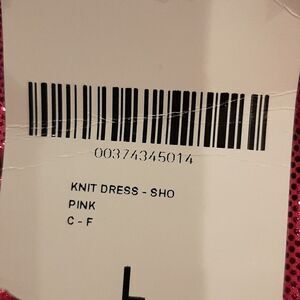 00374345014
KNIT DRESS - SHO
PINK
C - F